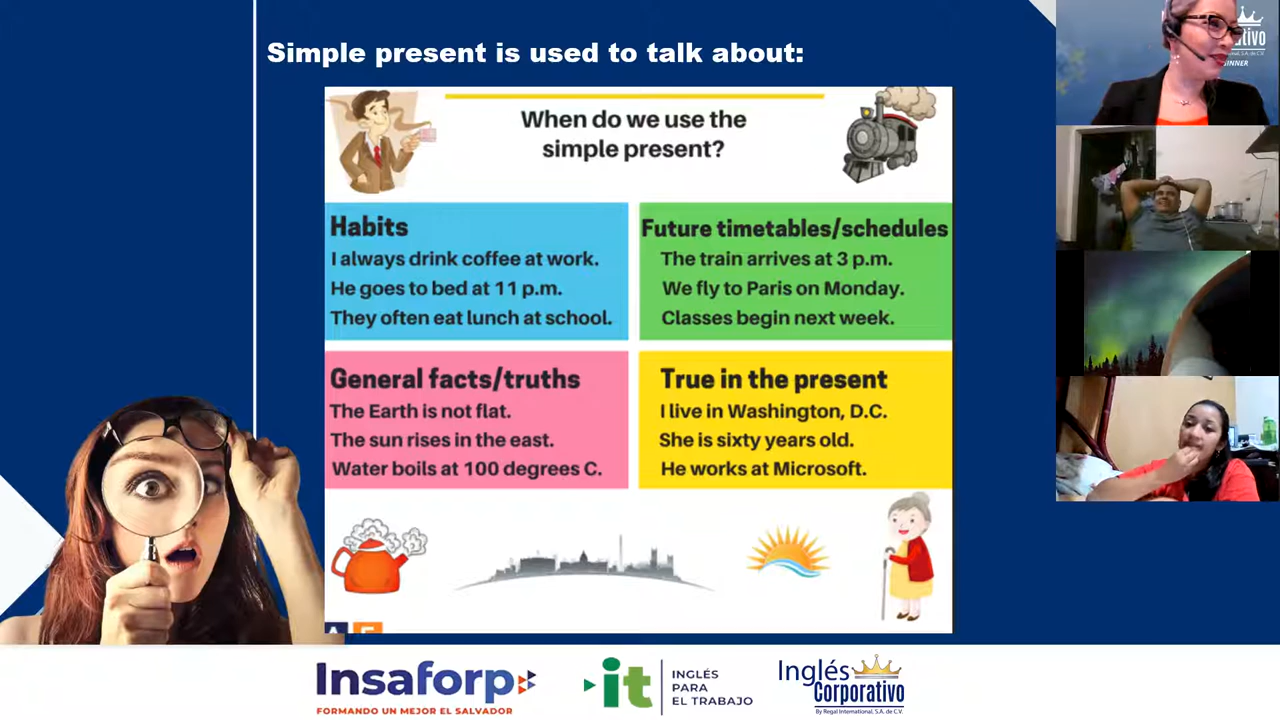 Simple present is used to talk about:
When do we use the
simple present?
Habits
I always drink coffee at work.
He goes to bed at 11 p.m.
They often eat lunch at school.
Future timetables/schedules
The train arrives at 3 p.m.
We fly to Paris on Monday.
Classes begin next week.
General facts/truths
The Earth is not flat.
The sun rises in the east.
Water boils at 100 degrees C.
True in the present
I live in Washington, D.C.
She is sixty years old.
He works at Microsoft.
Insaforp
FORMANDO UN MEJOR EL SALVADOR
it
INGLÉS
PARA
EL TRABAJO
Inglés
Corporativo
By Regal International, S.A. de C.V.